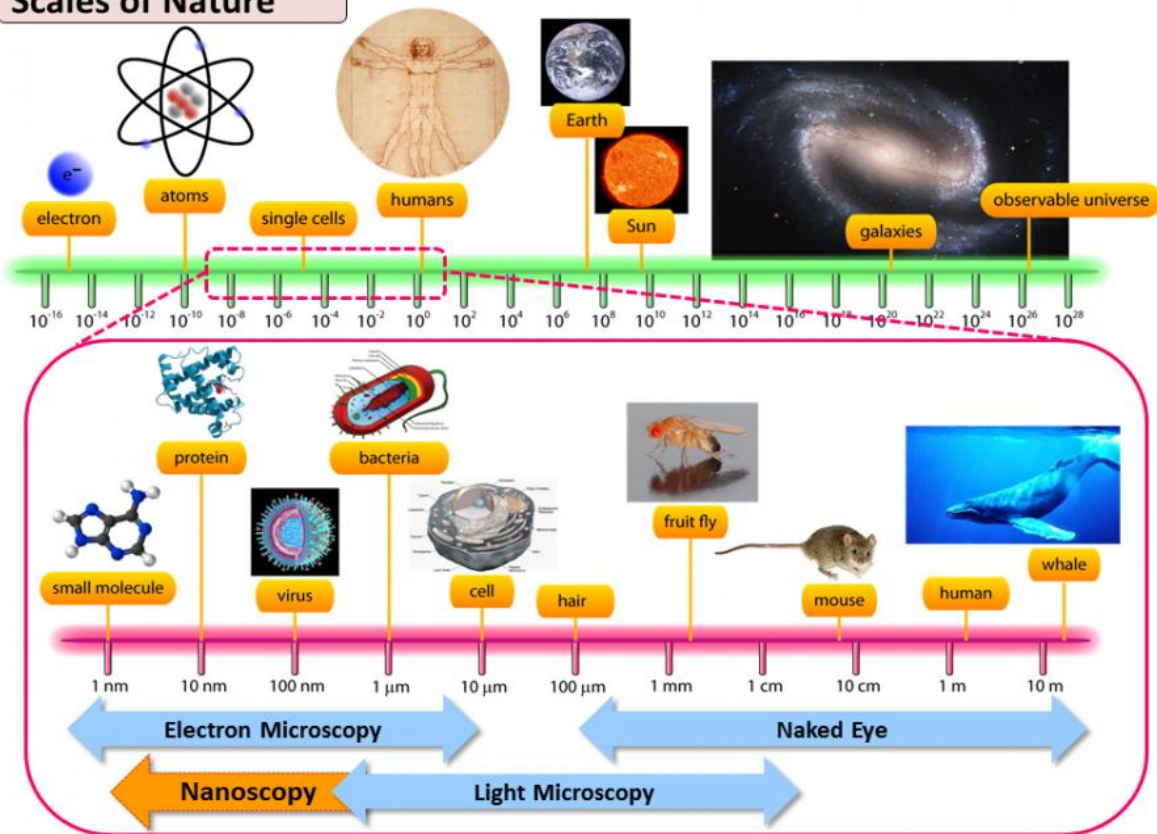 Scales of Nature
e⁻
electron
atoms
single cells
humans
Earth
Sun
galaxies
observable universe
10⁻¹⁶ 10⁻¹⁴ 10⁻¹² 10⁻¹⁰ 10⁻⁸ 10⁻⁶ 10⁻⁴ 10⁻² 10⁰ 10² 10⁴ 10⁶ 10⁸ 10¹⁰ 10¹² 10¹⁴ 10¹⁶ 10¹⁸ 10²⁰ 10²² 10²⁴ 10²⁶ 10²⁸
small molecule
protein
virus
bacteria
cell
hair
fruit fly
mouse
human
whale
1 nm 10 nm 100 nm 1 µm 10 µm 100 µm 1 mm 1 cm 10 cm 1 m 10 m
Electron Microscopy
Naked Eye
Nanoscopy
Light Microscopy